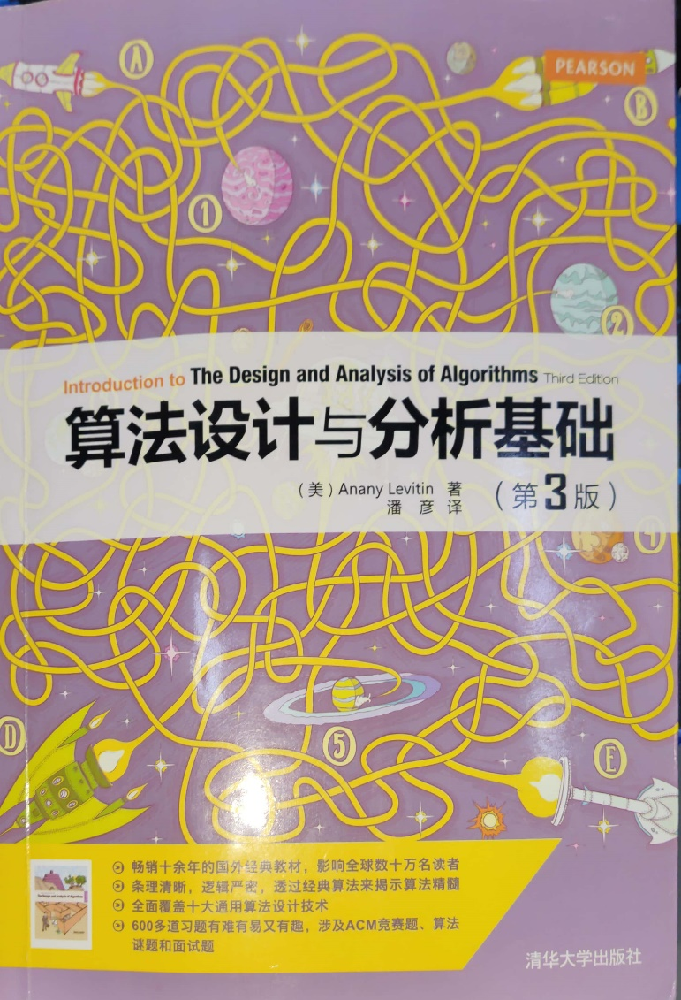 A
PEARSON
B
1
2
Introduction to The Design and Analysis of Algorithms Third Edition
算法设计与分析基础
（美）Anany Levitin 著
潘彦 译
（第3版）
4
D
5
E
畅销十余年的国外经典教材，影响全球数十万名读者
条理清晰，逻辑严密，透过经典算法来揭示算法精髓
全面覆盖十大通用算法设计技术
600多道习题有难有易又有趣，涉及ACM竞赛题、算法
谜题和面试题
清华大学出版社